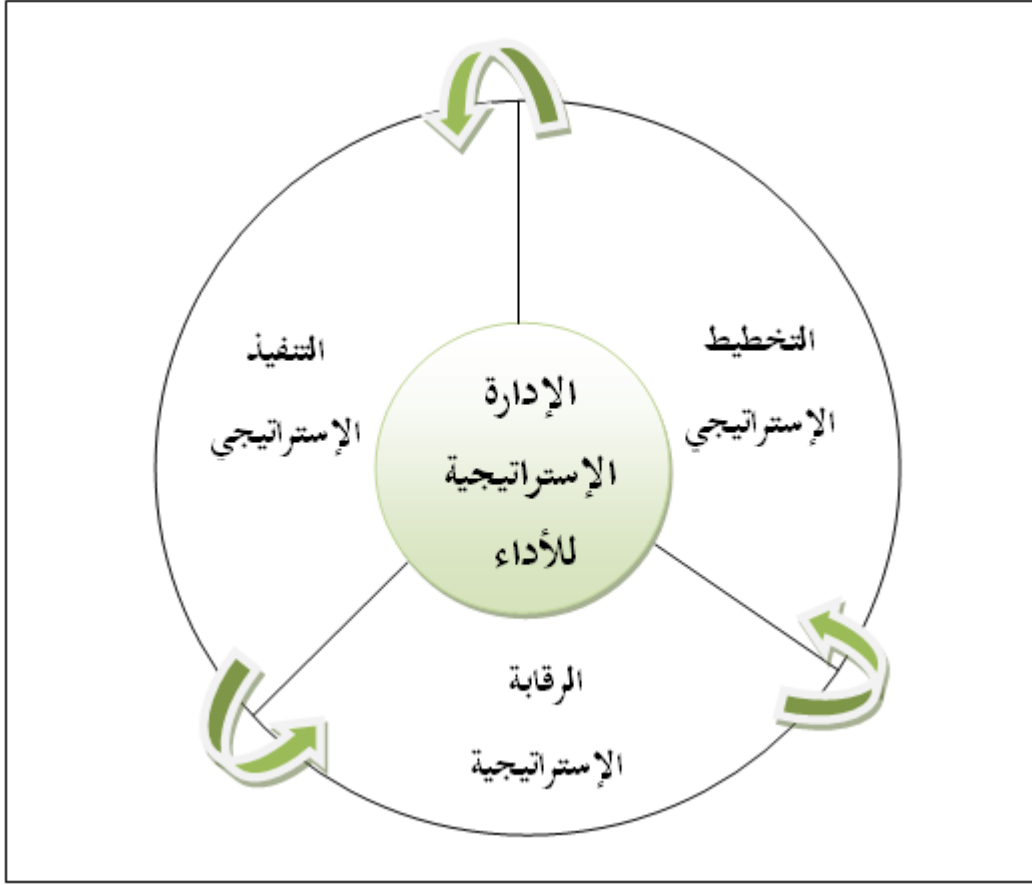 التخطيط
الإستراتيجي
التنفيذ
الإستراتيجي
الإدارة
الإستراتيجية
للأداء
الرقابة
الإستراتيجية